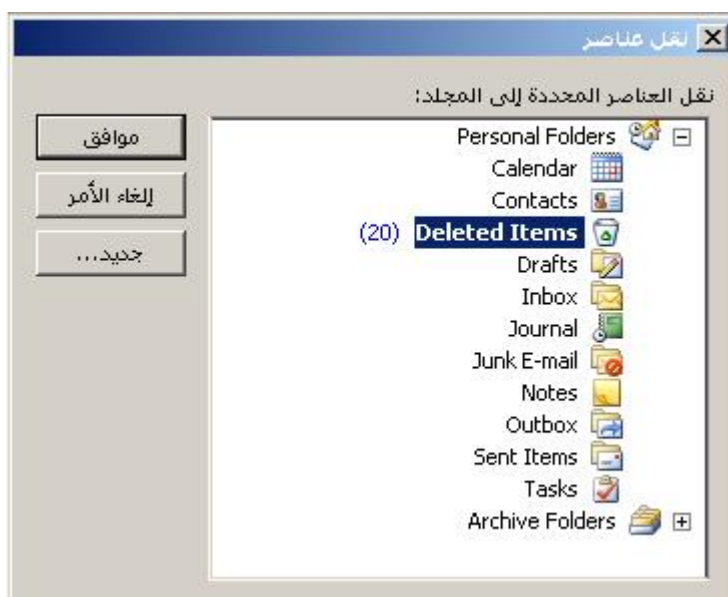 نقل عناصر
نقل العناصر المحددة إلى المجلد:
Personal Folders
Calendar
Contacts
Deleted Items (20)
Drafts
Inbox
Journal
Junk E-mail
Notes
Outbox
Sent Items
Tasks
Archive Folders
موافق
إلغاء الأمر
جديد...